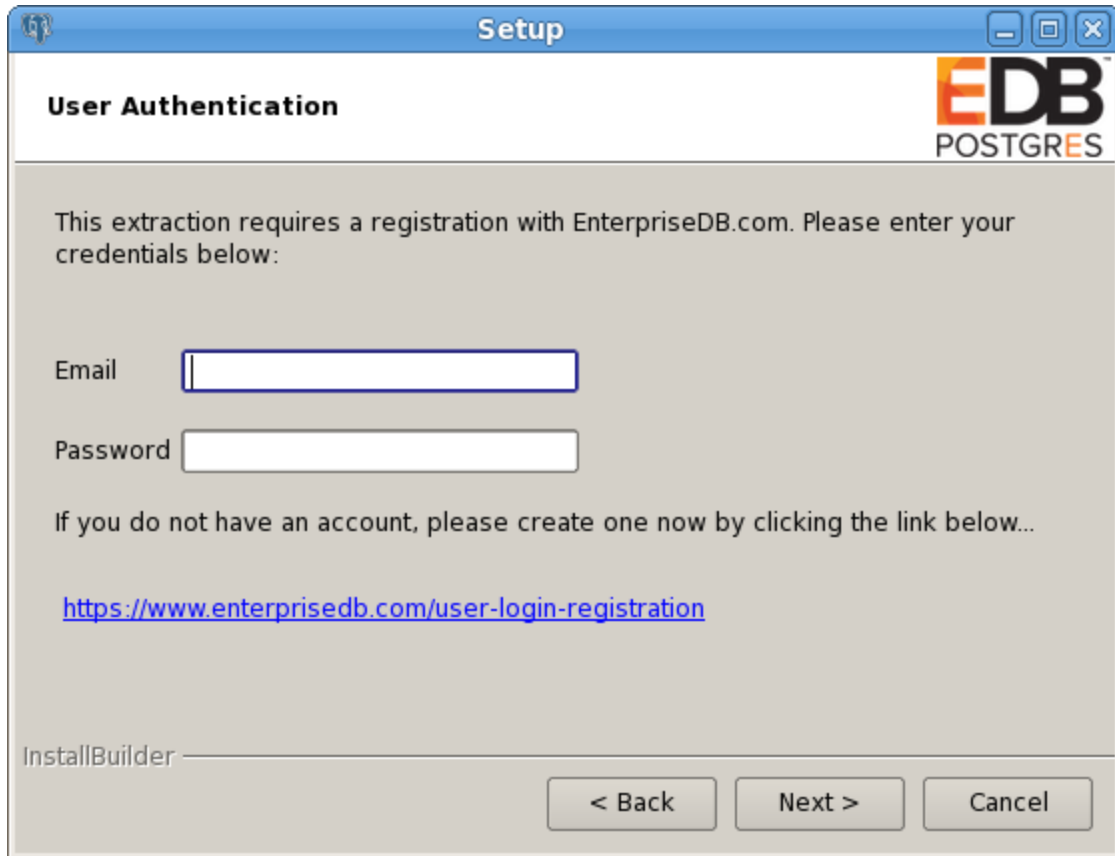 Setup
User Authentication
EDB™
POSTGRES
This extraction requires a registration with EnterpriseDB.com. Please enter your
credentials below:
Email
Password
If you do not have an account, please create one now by clicking the link below...
https://www.enterprisedb.com/user-login-registration
InstallBuilder
< Back
Next >
Cancel